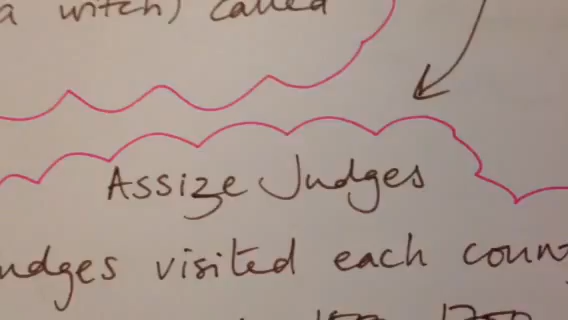 a witch) called
Assize Judges
udges visited each coun